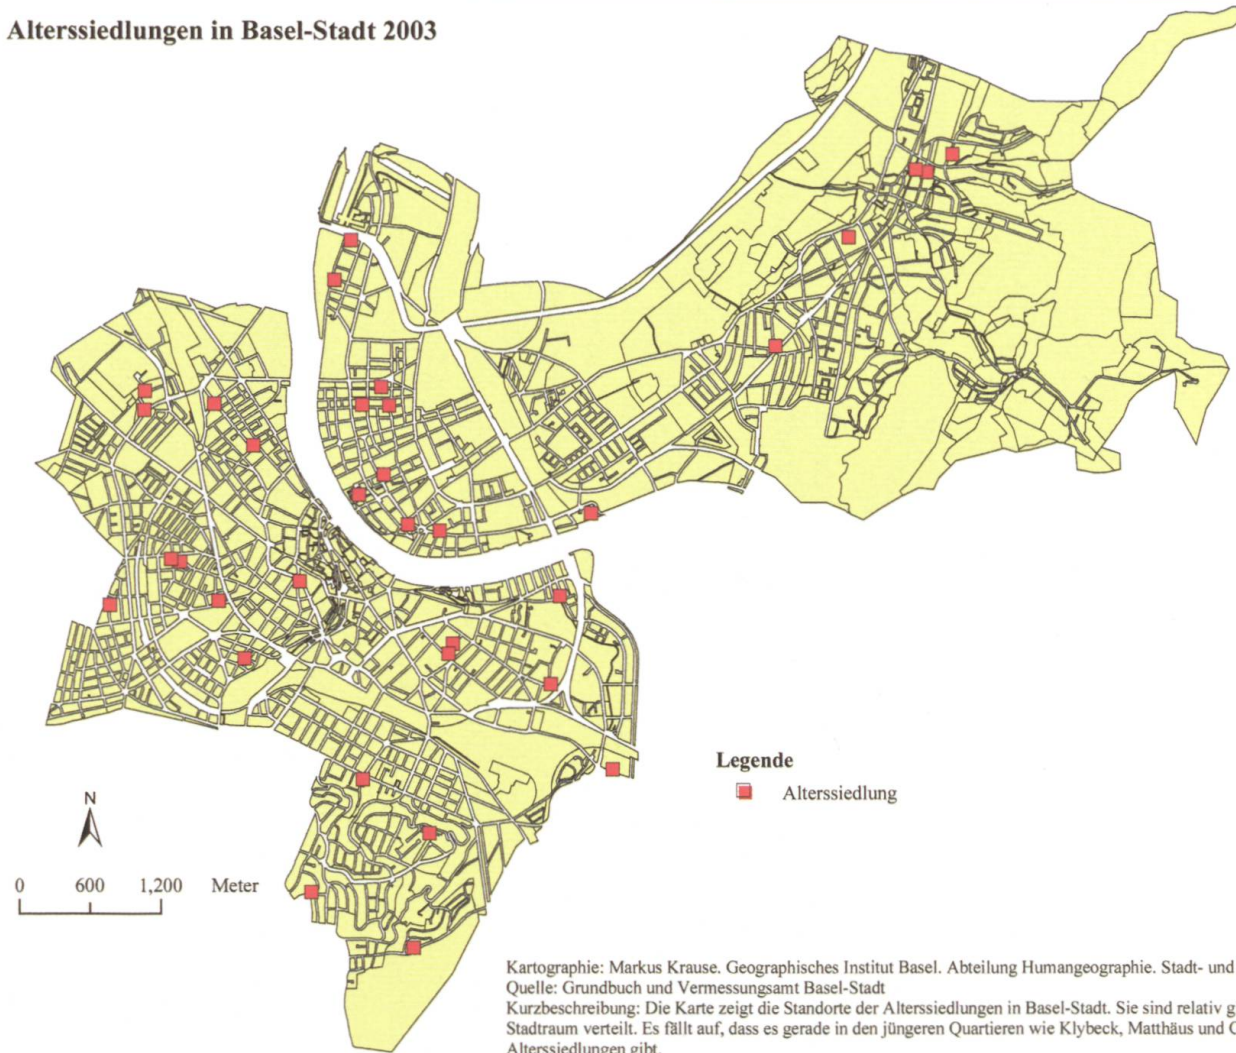 Alterssiedlungen in Basel-Stadt 2003
Legende
Alterssiedlung
N
0 600 1,200 Meter
Kartographie: Markus Krause. Geographisches Institut Basel. Abteilung Humangeographie. Stadt- und
Quelle: Grundbuch und Vermessungsamt Basel-Stadt
Kurzbeschreibung: Die Karte zeigt die Standorte der Alterssiedlungen in Basel-Stadt. Sie sind relativ
Stadtraum verteilt. Es fällt auf, dass es gerade in den jüngeren Quartieren wie Klybeck, Matthäus und
Alterssiedlungen gibt.